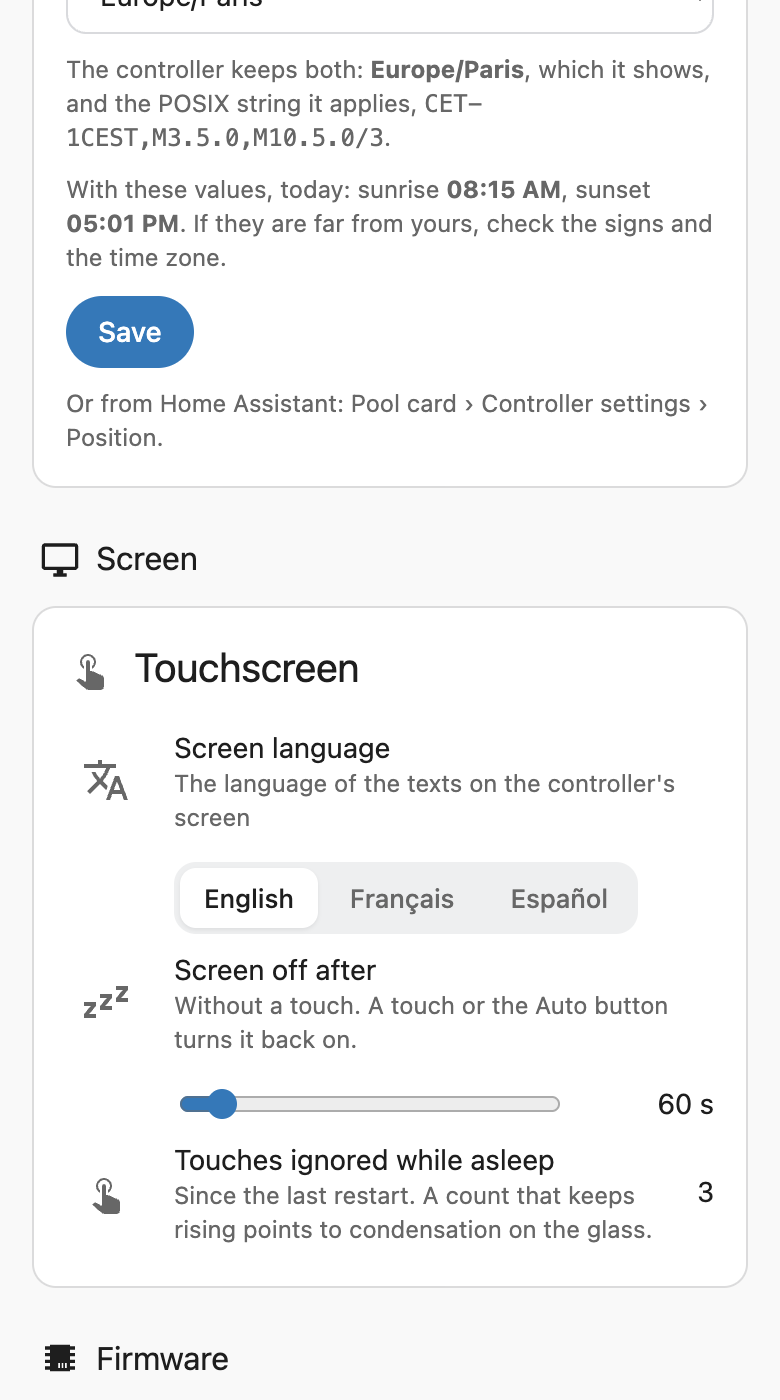 Europe/Paris
The controller keeps both: Europe/Paris, which it shows,
and the POSIX string it applies, CET–
1CEST,M3.5.0,M10.5.0/3.
With these values, today: sunrise 08:15 AM, sunset
05:01 PM. If they are far from yours, check the signs and
the time zone.
Save
Or from Home Assistant: Pool card › Controller settings ›
Position.
Screen
Touchscreen
Screen language
The language of the texts on the controller's
screen
English Français Español
Screen off after
Without a touch. A touch or the Auto button
turns it back on.
60 s
Touches ignored while asleep
Since the last restart. A count that keeps
rising points to condensation on the glass.
3
Firmware